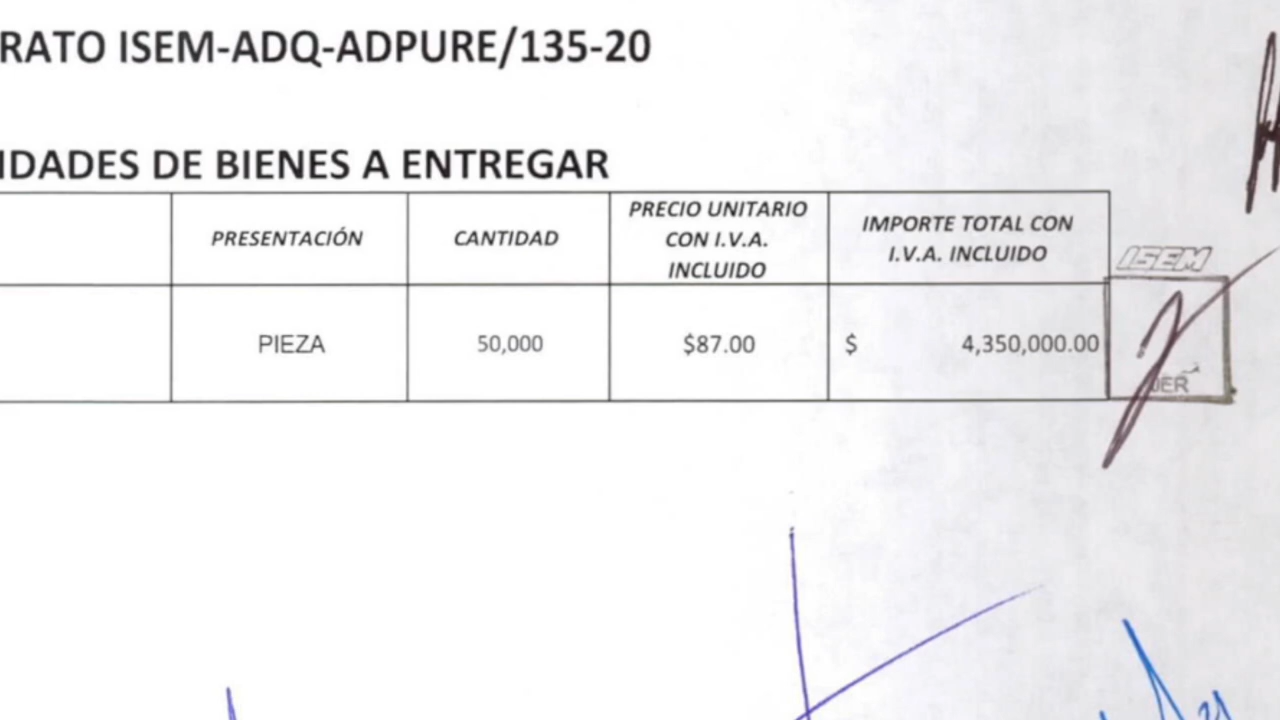 RATO ISEM-ADQ-ADPURE/135-20
IDADES DE BIENES A ENTREGAR
PRESENTACIÓN
CANTIDAD
PRECIO UNITARIO
CON I.V.A.
INCLUIDO
IMPORTE TOTAL CON
I.V.A. INCLUIDO
ISEM
PIEZA
50,000
$87.00
$ 4,350,000.00